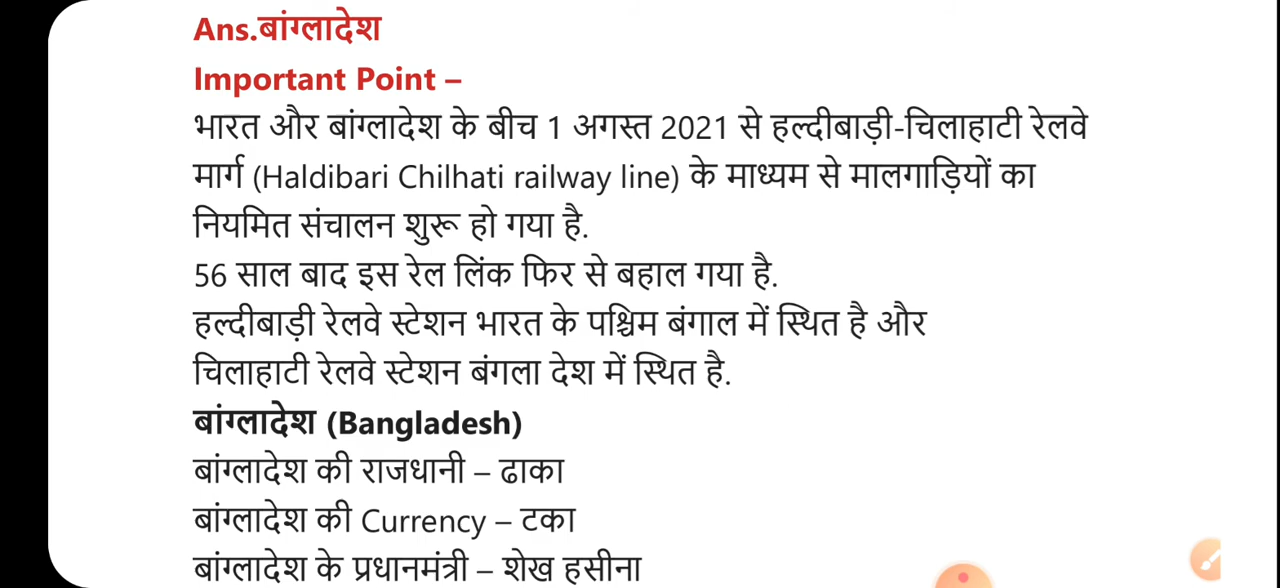 Ans.बांग्लादेश
Important Point –
भारत और बांग्लादेश के बीच 1 अगस्त 2021 से हल्दीबाड़ी-चिलाहाटी रेलवे
मार्ग (Haldibari Chilhati railway line) के माध्यम से मालगाड़ियों का
नियमित संचालन शुरू हो गया है.
56 साल बाद इस रेल लिंक फिर से बहाल गया है.
हल्दीबाड़ी रेलवे स्टेशन भारत के पश्चिम बंगाल में स्थित है और
चिलाहाटी रेलवे स्टेशन बंगला देश में स्थित है.
बांग्लादेश (Bangladesh)
बांग्लादेश की राजधानी – ढाका
बांग्लादेश की Currency – टका
बांग्लादेश के प्रधानमंत्री – शेख हसीना